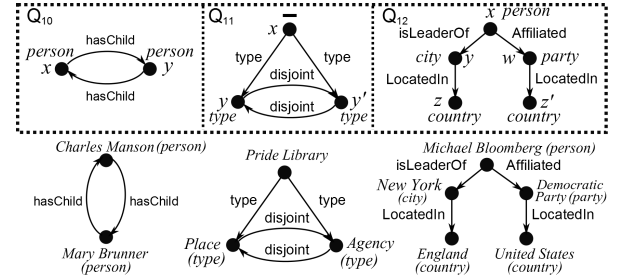 Q10
person
person
hasChild
x
y
hasChild
Q11
_
x
type
type
disjoint
disjoint
y
y'
type
type
Q12
x person
isLeaderOf
Affiliated
city
y
w
party
LocatedIn
LocatedIn
z
z'
country
country
Charles Manson (person)
hasChild
hasChild
Mary Brunner
(person)
Pride Library
type
type
disjoint
disjoint
Place
(type)
Agency
(type)
Michael Bloomberg (person)
isLeaderOf
Affiliated
New York
(city)
Democratic
Party (party)
LocatedIn
LocatedIn
England
(country)
United States
(country)